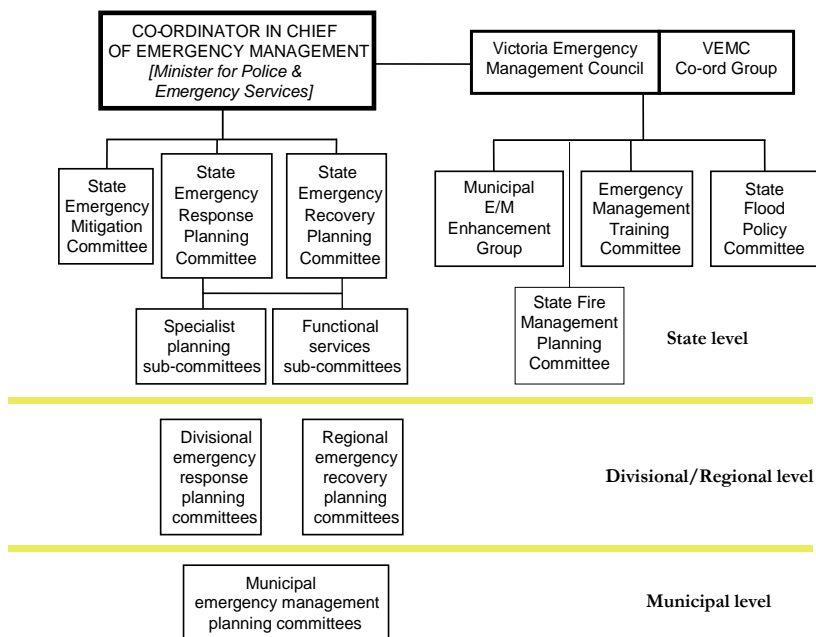 CO-ORDINATOR IN CHIEF
OF EMERGENCY MANAGEMENT
[Minister for Police &
Emergency Services]
Victoria Emergency
Management Council
VEMC
Co-ord Group
State
Emergency
Mitigation
Committee
State
Emergency
Response
Planning
Committee
State
Emergency
Recovery
Planning
Committee
Municipal
E/M
Enhancement
Group
Emergency
Management
Training
Committee
State
Flood
Policy
Committee
Specialist
planning
sub-committees
Functional
services
sub-committees
State Fire
Management
Planning
Committee
State level
Divisional
emergency
response
planning
committees
Regional
emergency
recovery
planning
committees
Divisional/Regional level
Municipal
emergency management
planning committees
Municipal level